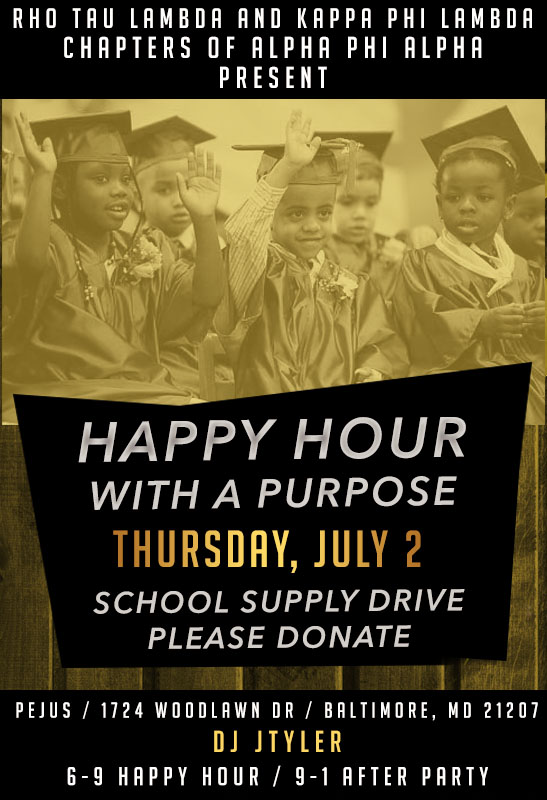 RHO TAU LAMBDA AND KAPPA PHI LAMBDA
CHAPTERS OF ALPHA PHI ALPHA
PRESENT
HAPPY HOUR
WITH A PURPOSE
THURSDAY, JULY 2
SCHOOL SUPPLY DRIVE
PLEASE DONATE
PEJUS / 1724 WOODLAWN DR / BALTIMORE, MD 21207
DJ JTYLER
6-9 HAPPY HOUR / 9-1 AFTER PARTY